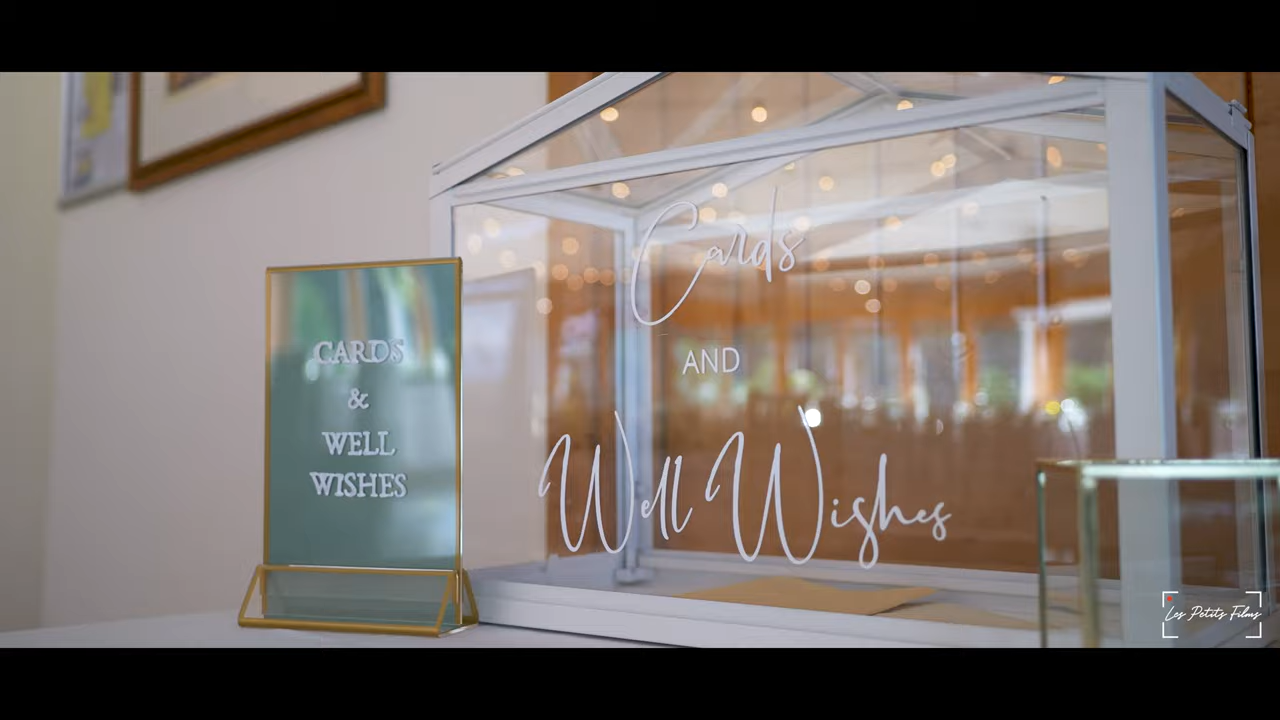 CARDS
&
WELL
WISHES
Cards
AND
Well Wishes
Les Petits Films